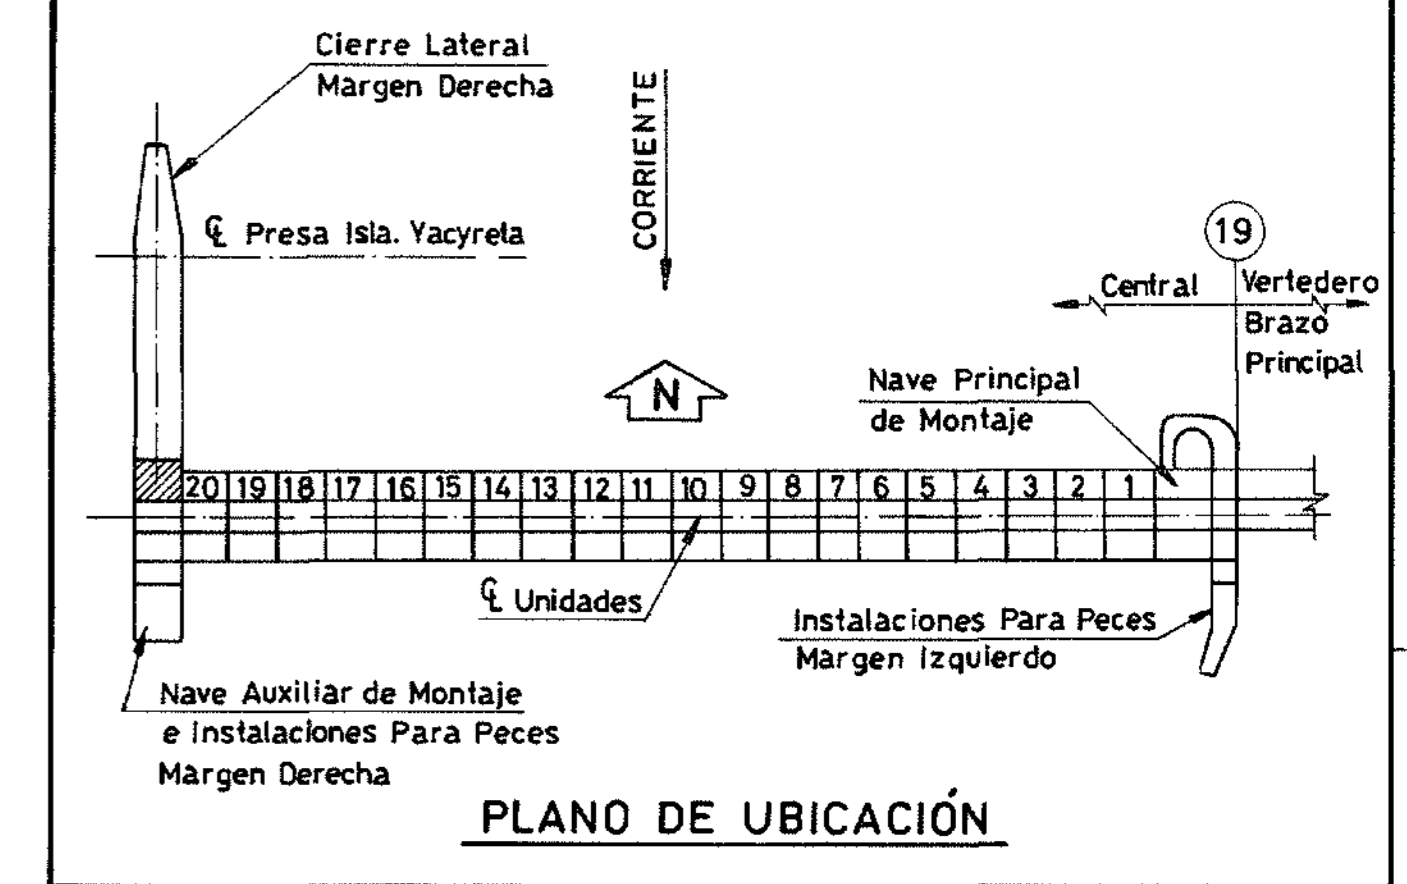 Cierre Lateral
Margen Derecha
CORRIENTE
℄ Presa Isla. Yacyreta
19
Central
Vertedero
Brazo
Principal
N
Nave Principal
de Montaje
20 19 18 17 16 15 14 13 12 11 10 9 8 7 6 5 4 3 2 1
℄ Unidades
Instalaciones Para Peces
Margen Izquierdo
Nave Auxiliar de Montaje
e Instalaciones Para Peces
Margen Derecha
PLANO DE UBICACIÓN